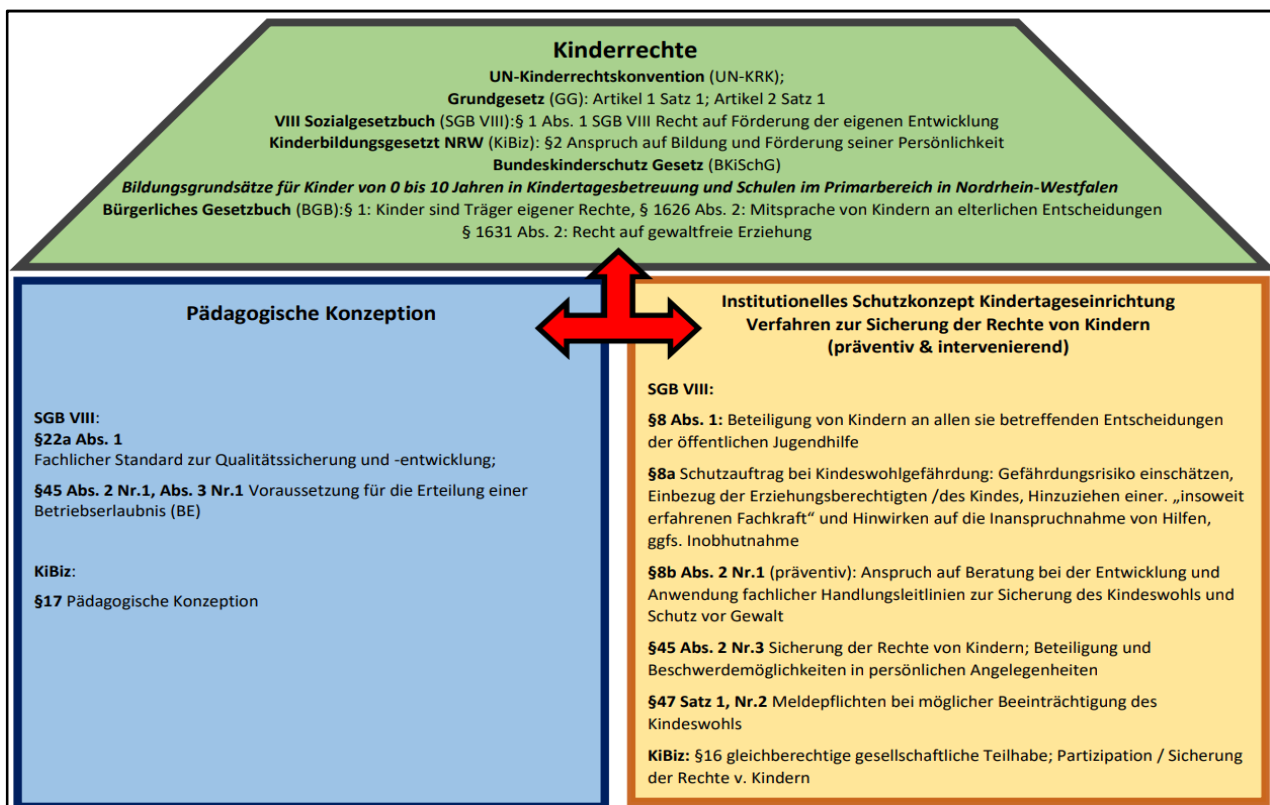 Kinderrechte
UN-Kinderrechtskonvention (UN-KRK);
Grundgesetz (GG): Artikel 1 Satz 1; Artikel 2 Satz 1
VIII Sozialgesetzbuch (SGB VIII):§ 1 Abs. 1 SGB VIII Recht auf Förderung der eigenen Entwicklung
Kinderbildungsgesetzt NRW (KiBiz): §2 Anspruch auf Bildung und Förderung seiner Persönlichkeit
Bundeskinderschutz Gesetz (BKiSchG)
Bildungsgrundsätze für Kinder von 0 bis 10 Jahren in Kindertagesbetreuung und Schulen im Primarbereich in Nordrhein-Westfalen
Bürgerliches Gesetzbuch (BGB):§ 1: Kinder sind Träger eigener Rechte, § 1626 Abs. 2: Mitsprache von Kindern an elterlichen Entscheidungen
§ 1631 Abs. 2: Recht auf gewaltfreie Erziehung
Pädagogische Konzeption
SGB VIII:
§22a Abs. 1
Fachlicher Standard zur Qualitätssicherung und -entwicklung;
§45 Abs. 2 Nr.1, Abs. 3 Nr.1 Voraussetzung für die Erteilung einer
Betriebserlaubnis (BE)
KiBiz:
§17 Pädagogische Konzeption
Institutionelles Schutzkonzept Kindertageseinrichtung
Verfahren zur Sicherung der Rechte von Kindern
(präventiv & intervenierend)
SGB VIII:
§8 Abs. 1: Beteiligung von Kindern an allen sie betreffenden Entscheidungen
der öffentlichen Jugendhilfe
§8a Schutzauftrag bei Kindeswohlgefährdung: Gefährdungsrisiko einschätzen,
Einbezug der Erziehungsberechtigten /des Kindes, Hinzuziehen einer. „insoweit
erfahrenen Fachkraft“ und Hinwirken auf die Inanspruchnahme von Hilfen,
ggfs. Inobhutnahme
§8b Abs. 2 Nr.1 (präventiv): Anspruch auf Beratung bei der Entwicklung und
Anwendung fachlicher Handlungsleitlinien zur Sicherung des Kindeswohls und
Schutz vor Gewalt
§45 Abs. 2 Nr.3 Sicherung der Rechte von Kindern; Beteiligung und
Beschwerdemöglichkeiten in persönlichen Angelegenheiten
§47 Satz 1, Nr.2 Meldepflichten bei möglicher Beeinträchtigung des
Kindeswohls
KiBiz: §16 gleichberechtige gesellschaftliche Teilhabe; Partizipation / Sicherung
der Rechte v. Kindern